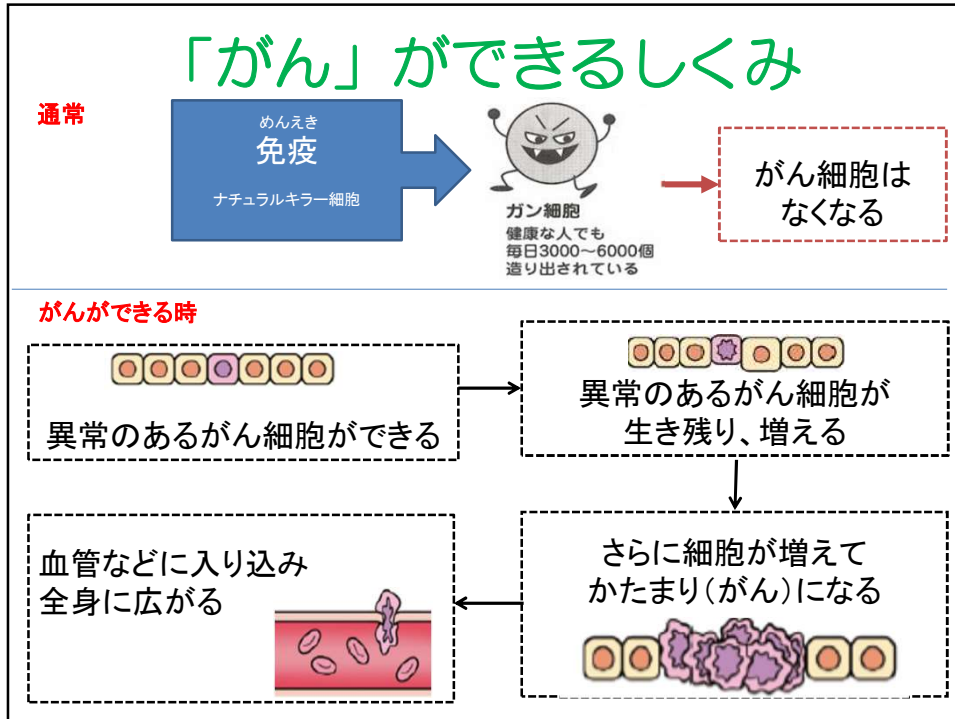 「がん」ができるしくみ
通常
めんえき
免疫
ナチュラルキラー細胞
ガン細胞
健康な人でも
毎日3000～6000個
造り出されている
がん細胞は
なくなる
がんができる時
異常のあるがん細胞ができる
異常のあるがん細胞が
生き残り、増える
さらに細胞が増えて
かたまり(がん)になる
血管などに入り込み
全身に広がる